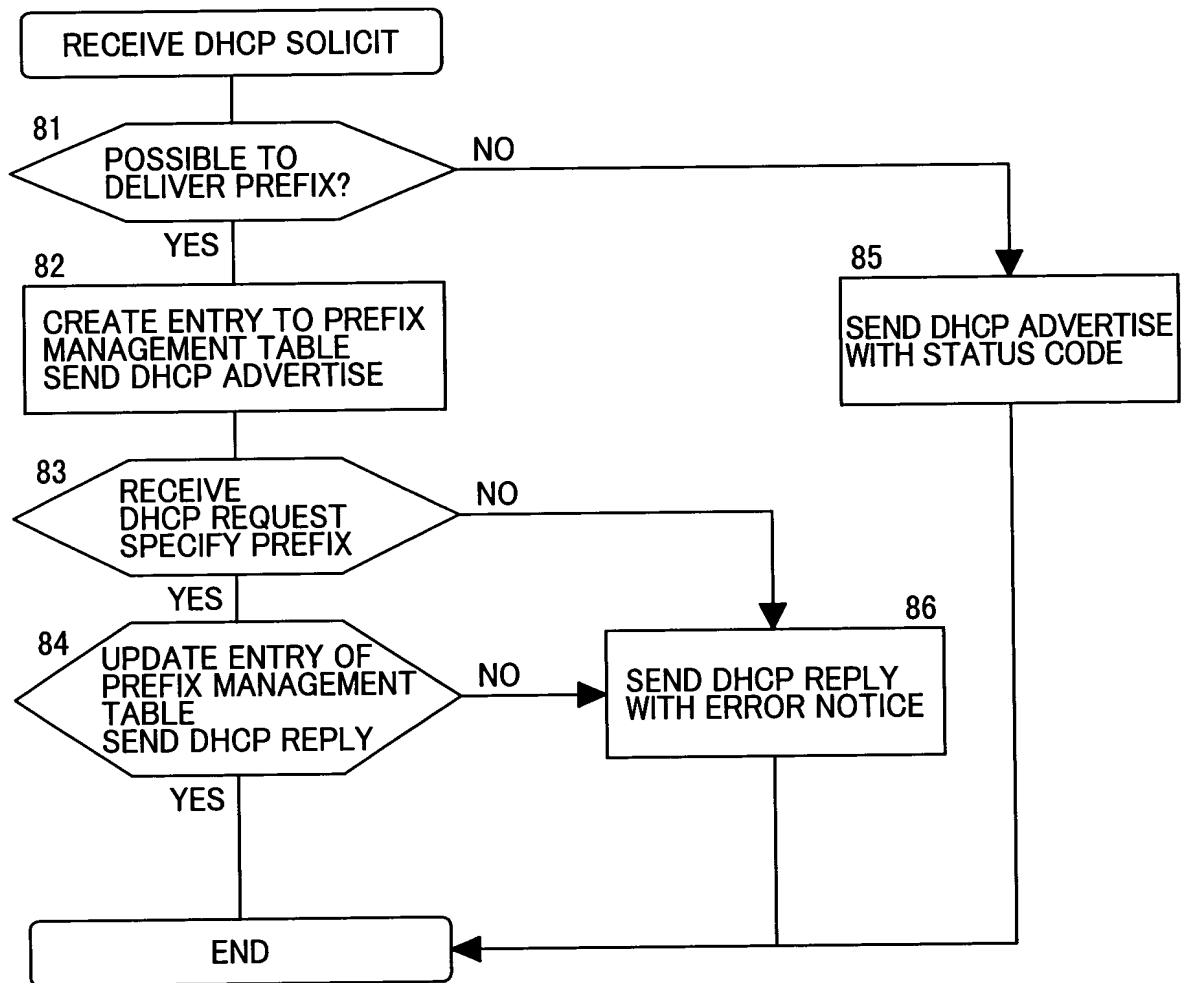 RECEIVE DHCP SOLICIT
81
POSSIBLE TO
DELIVER PREFIX?
NO
YES
82
CREATE ENTRY TO PREFIX
MANAGEMENT TABLE
SEND DHCP ADVERTISE
85
SEND DHCP ADVERTISE
WITH STATUS CODE
83
RECEIVE
DHCP REQUEST
SPECIFY PREFIX
NO
YES
84
UPDATE ENTRY OF
PREFIX MANAGEMENT
TABLE
SEND DHCP REPLY
NO
YES
86
SEND DHCP REPLY
WITH ERROR NOTICE
END